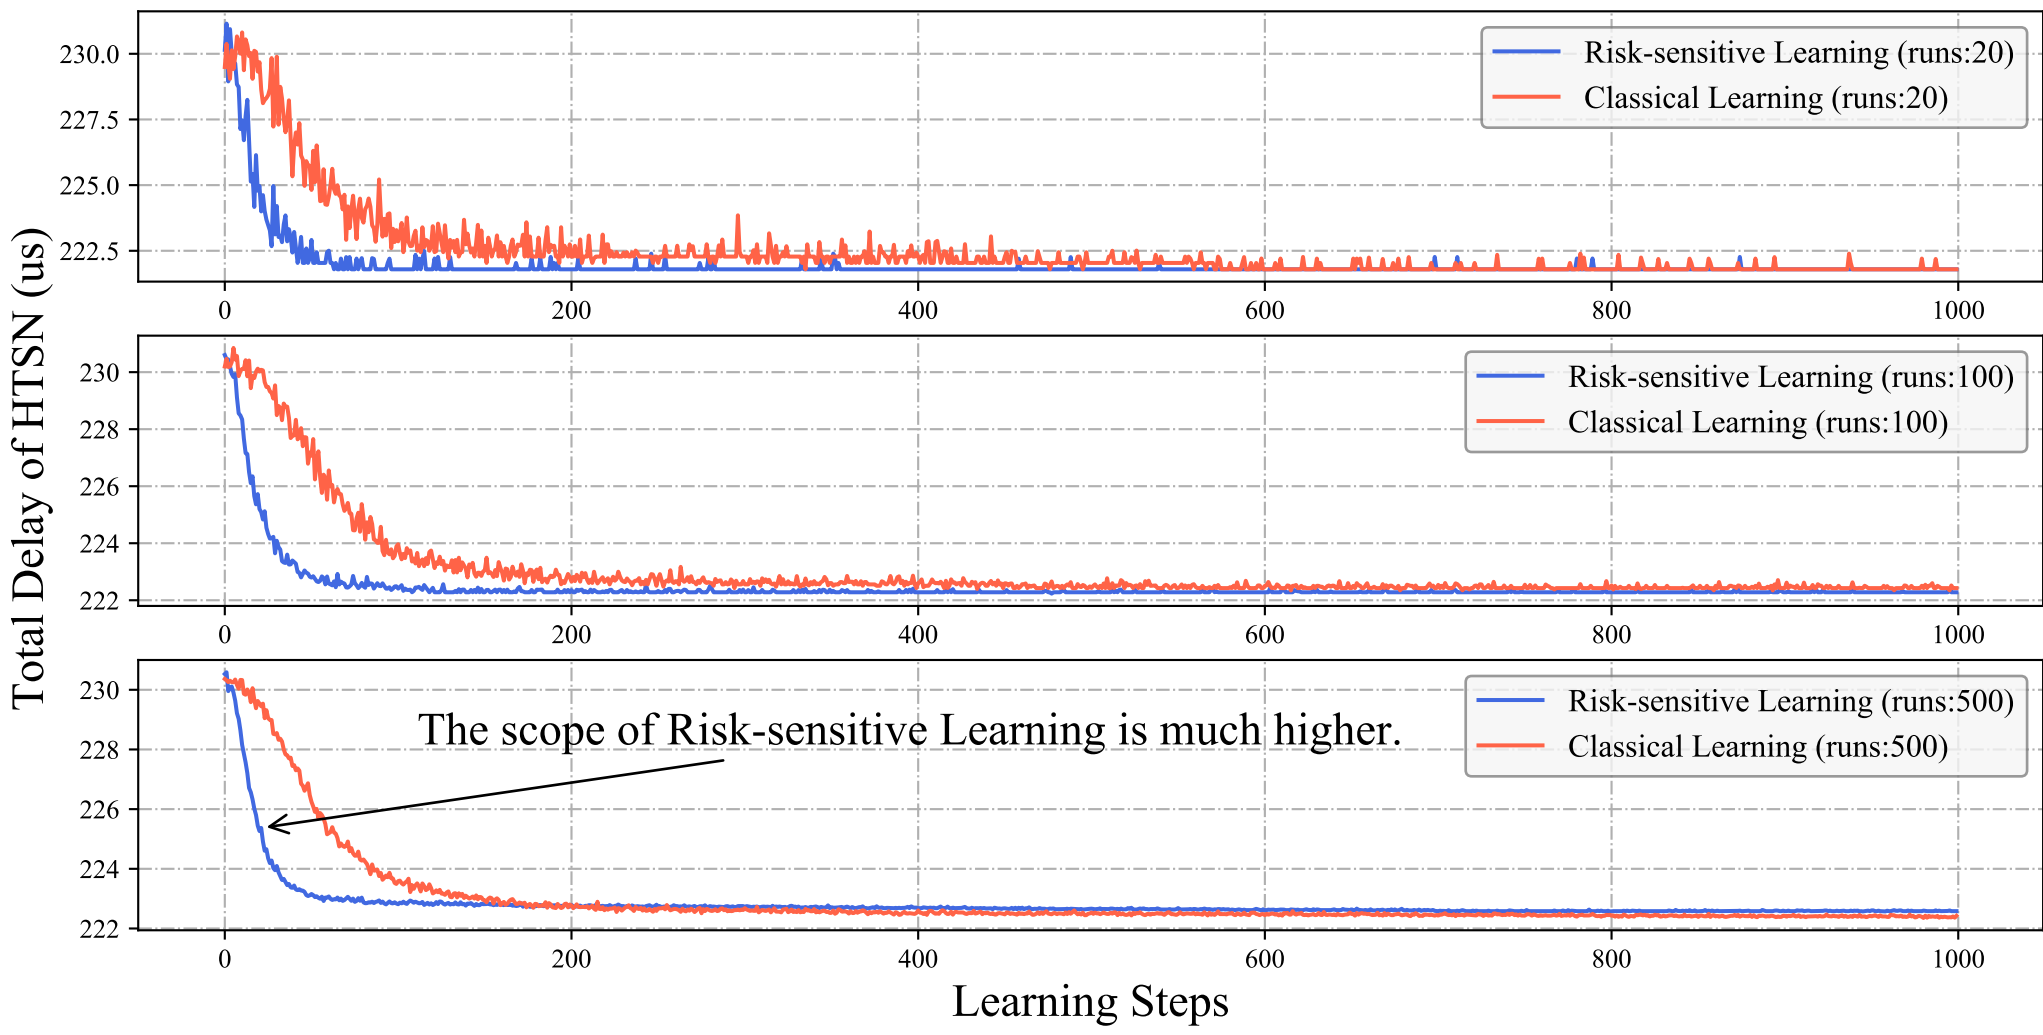 Total Delay of HTSN (us)
230.0
227.5
225.0
222.5
Risk-sensitive Learning (runs:20)
Classical Learning (runs:20)
0 200 400 600 800 1000
230
228
226
224
222
Risk-sensitive Learning (runs:100)
Classical Learning (runs:100)
0 200 400 600 800 1000
230
228
226
224
222
Risk-sensitive Learning (runs:500)
Classical Learning (runs:500)
The scope of Risk-sensitive Learning is much higher.
0 200 400 600 800 1000
Learning Steps